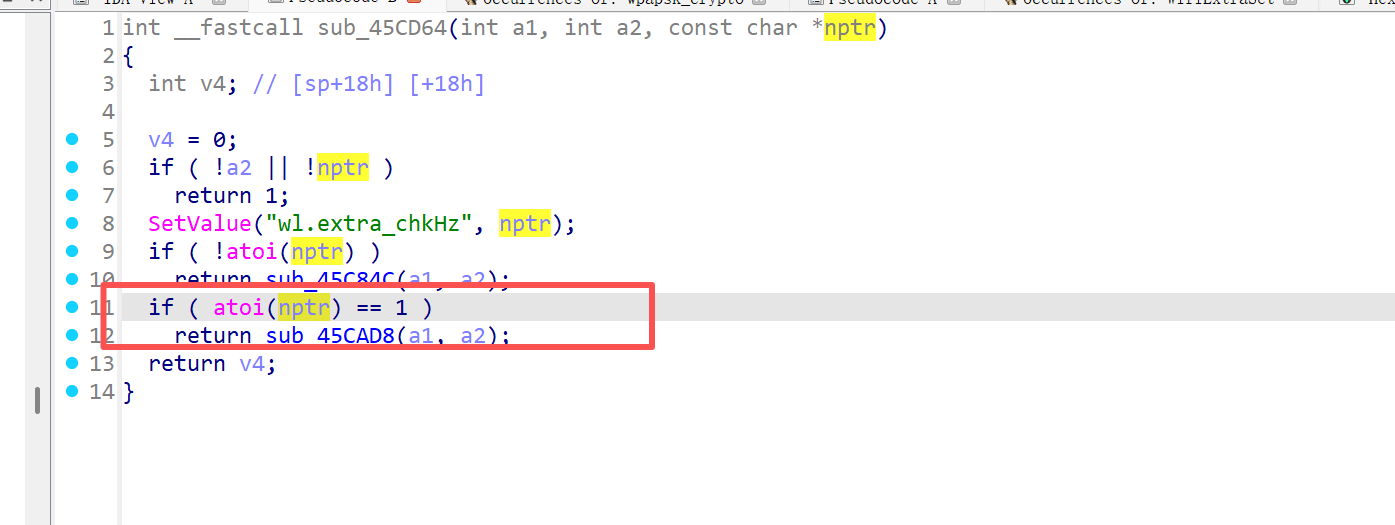 IDA View-A Pseudocode-B Occurrences of: wpapsk_crypto Pseudocode-A Occurrences of: WifiExtraSet Hex
1 int __fastcall sub_45CD64(int a1, int a2, const char *nptr)
2 {
3 int v4; // [sp+18h] [+18h]
4
5 v4 = 0;
6 if ( !a2 || !nptr )
7 return 1;
8 SetValue("wl.extra_chkHz", nptr);
9 if ( !atoi(nptr) )
10 return sub_45C84C(a1, a2);
11 if ( atoi(nptr) == 1 )
12 return sub_45CAD8(a1, a2);
13 return v4;
14 }